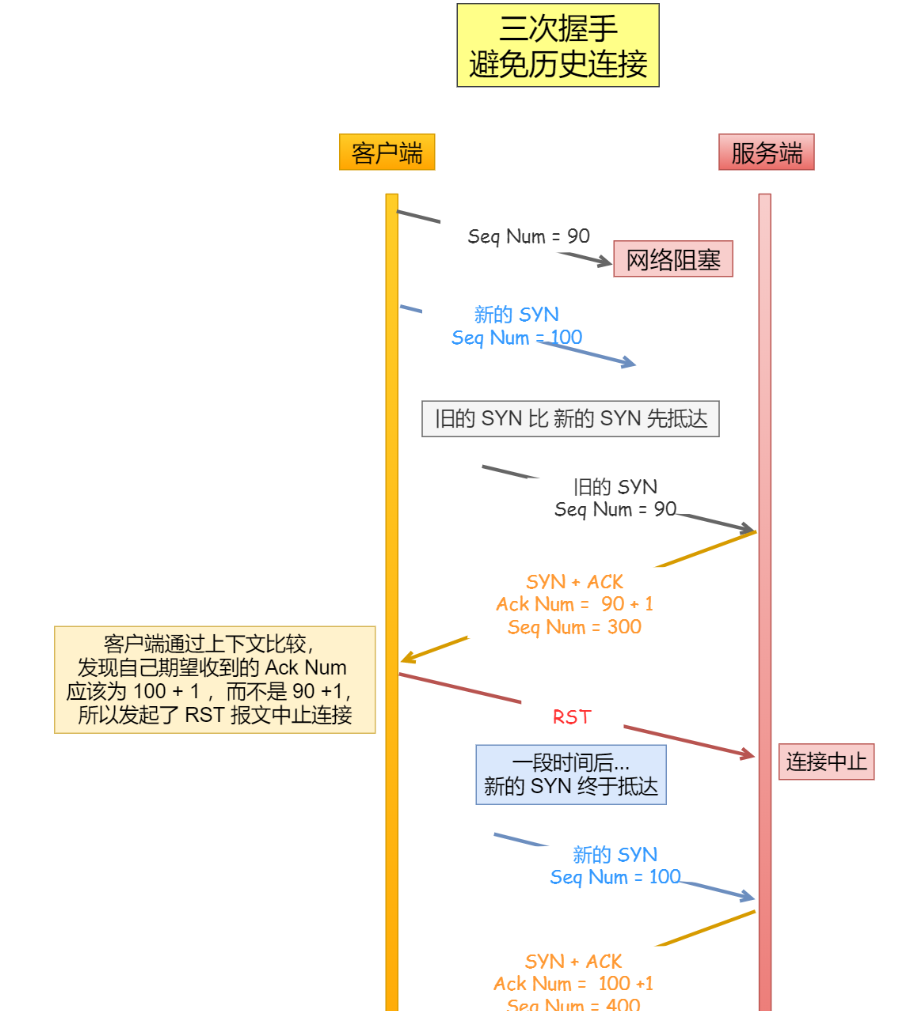 三次握手
避免历史连接
客户端
服务端
Seq Num = 90
网络阻塞
新的 SYN
Seq Num = 100
旧的 SYN 比 新的 SYN 先抵达
旧的 SYN
Seq Num = 90
SYN + ACK
Ack Num = 90 + 1
Seq Num = 300
客户端通过上下文比较，
发现自己期望收到的 Ack Num
应该为 100 + 1 ，而不是 90 +1，
所以发起了 RST 报文中止连接
RST
连接中止
一段时间后...
新的 SYN 终于抵达
新的 SYN
Seq Num = 100
SYN + ACK
Ack Num = 100 +1
Seq Num = 400